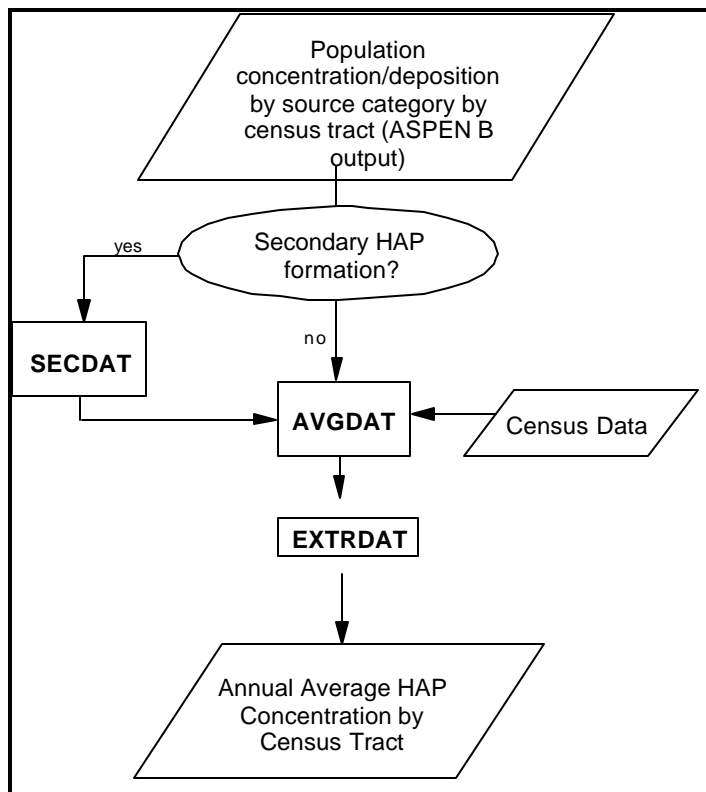 Population
concentration/deposition
by source category by
census tract (ASPEN B
output)
Secondary HAP
formation?
yes
no
SECDAT
AVGDAT
Census Data
EXTRDAT
Annual Average HAP
Concentration by
Census Tract